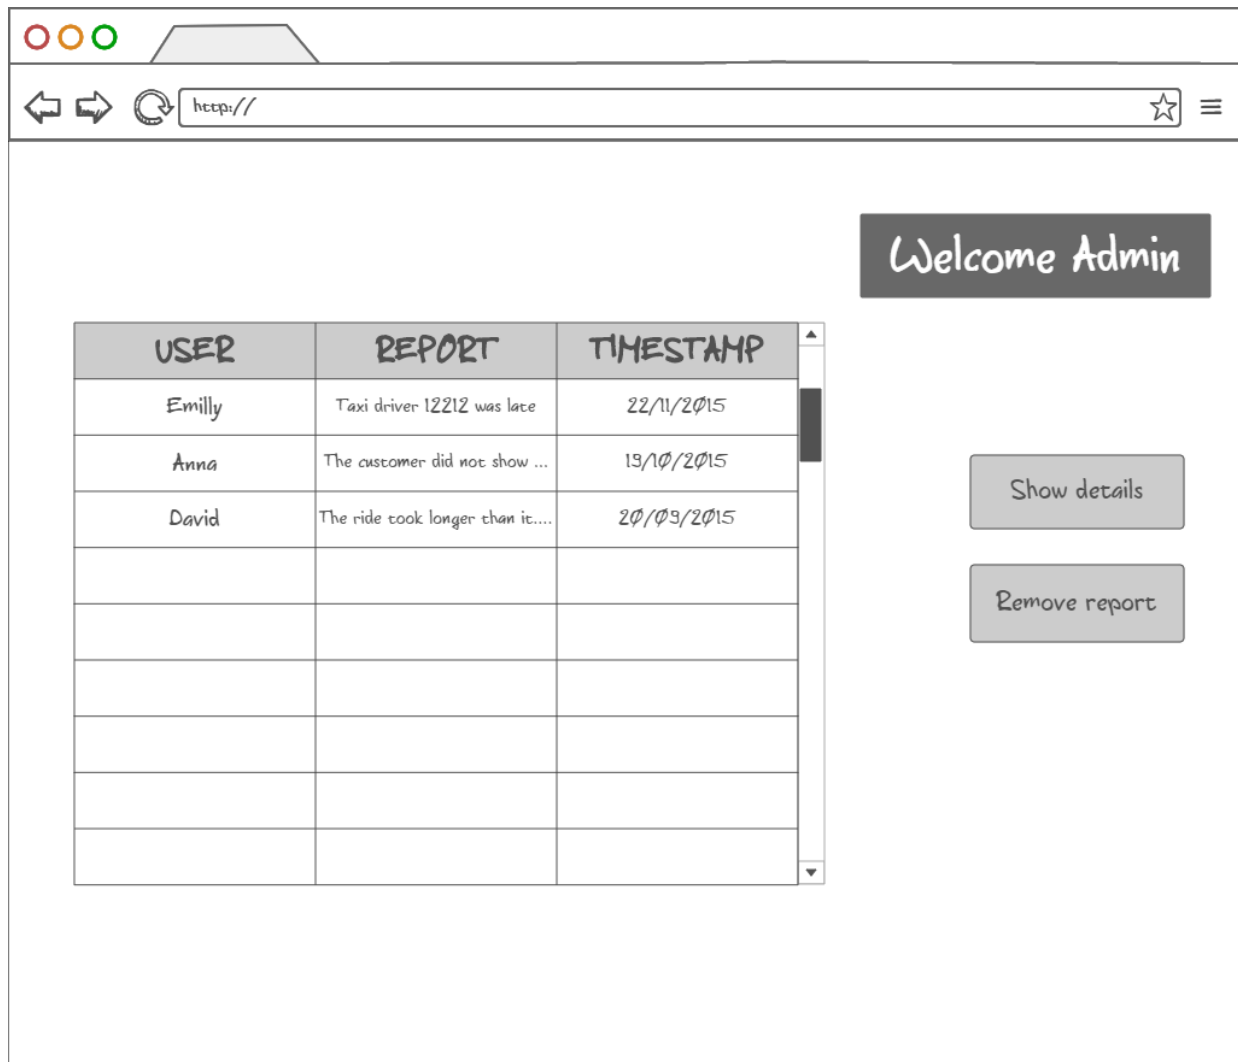 http://
Welcome Admin
USER REPORT TIMESTAMP
Emilly Taxi driver 12212 was late 22/11/2015
Anna The customer did not show ... 19/10/2015
David The ride took longer than it.... 20/09/2015
Show details
Remove report